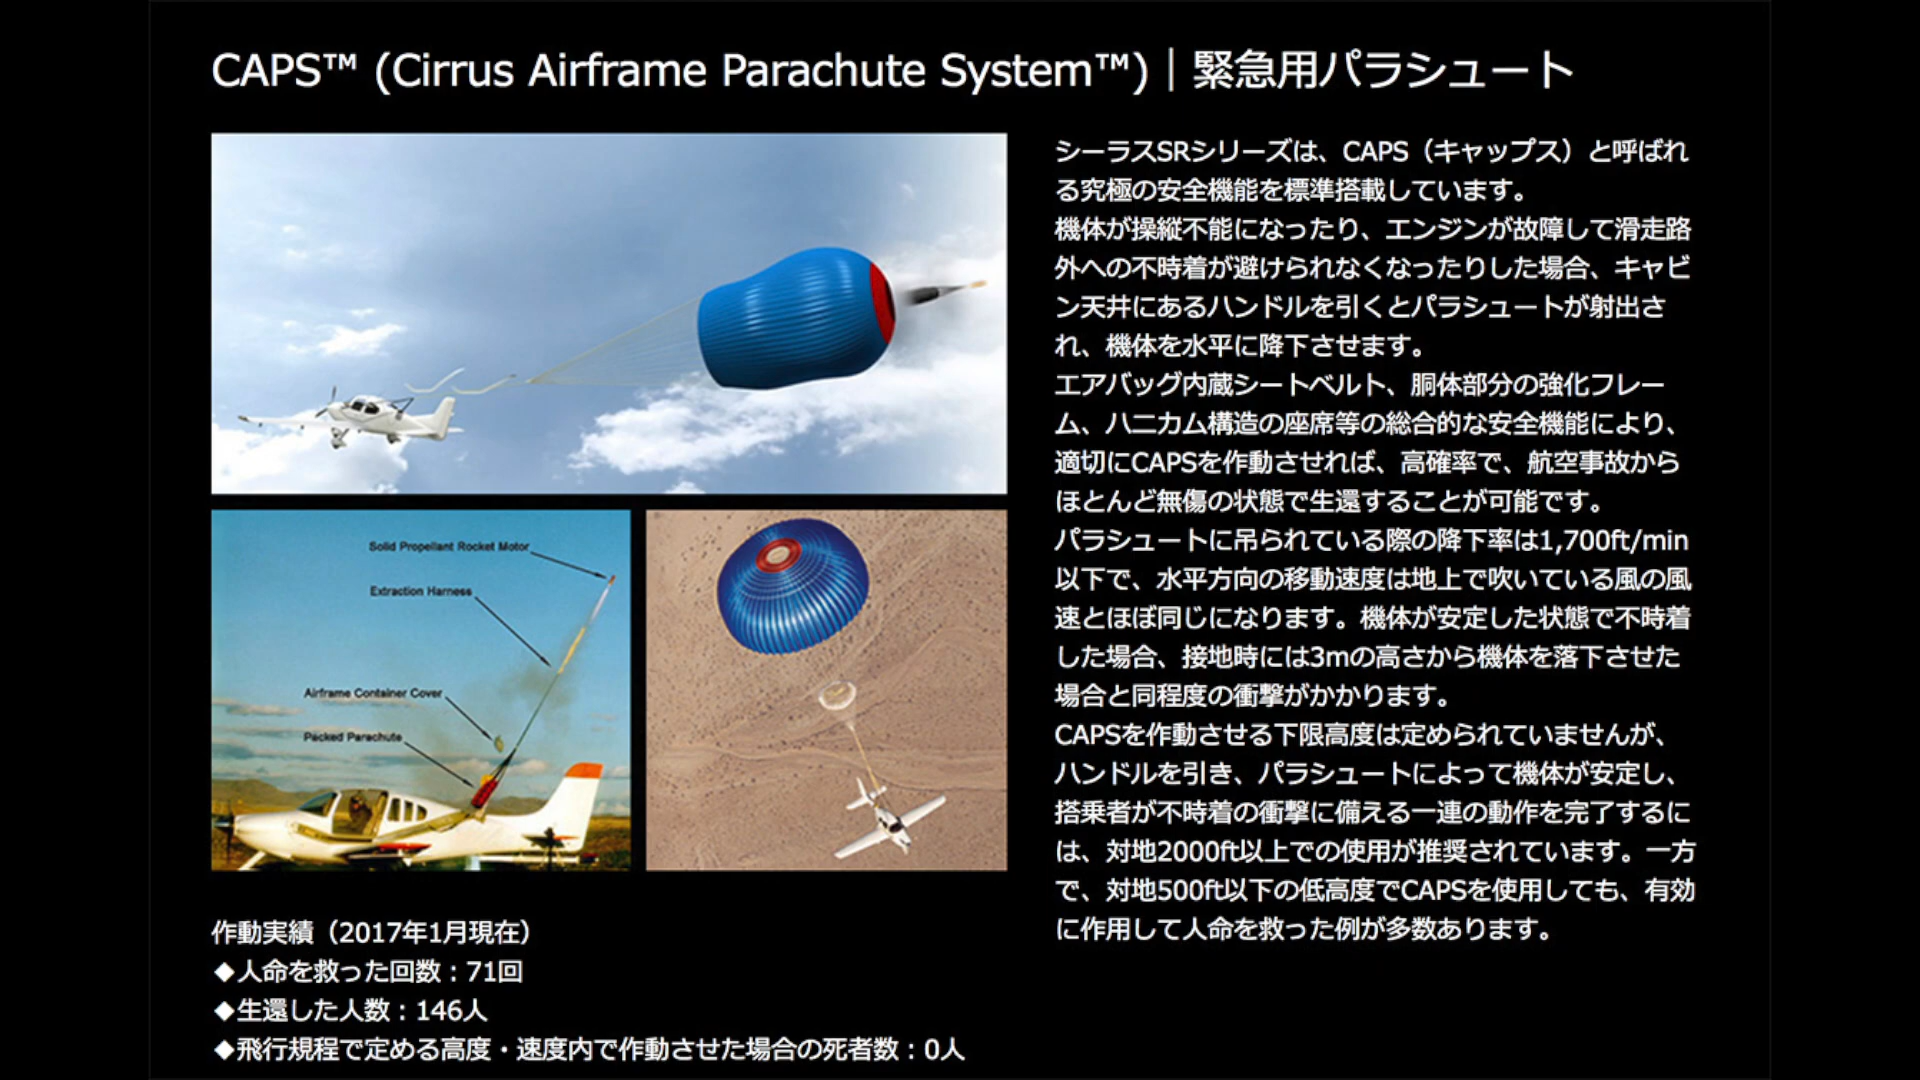 CAPS™ (Cirrus Airframe Parachute System™)｜緊急用パラシュート
シーラスSRシリーズは、CAPS（キャップス）と呼ばれ
る究極の安全機能を標準搭載しています。
機体が操縦不能になったり、エンジンが故障して滑走路
外への不時着が避けられなくなったりした場合、キャビ
ン天井にあるハンドルを引くとパラシュートが射出さ
れ、機体を水平に降下させます。
エアバッグ内蔵シートベルト、胴体部分の強化フレー
ム、ハニカム構造の座席等の総合的な安全機能により、
適切にCAPSを作動させれば、高確率で、航空事故から
ほとんど無傷の状態で生還することが可能です。
パラシュートに吊られている際の降下率は1,700ft/min
以下で、水平方向の移動速度は地上で吹いている風の風
速とほぼ同じになります。機体が安定した状態で不時着
した場合、接地時には3mの高さから機体を落下させた
場合と同程度の衝撃がかかります。
CAPSを作動させる下限高度は定められていませんが、
ハンドルを引き、パラシュートによって機体が安定し、
搭乗者が不時着の衝撃に備える一連の動作を完了するに
は、対地2000ft以上での使用が推奨されています。一方
で、対地500ft以下の低高度でCAPSを使用しても、有効
に作用して人命を救った例が多数あります。
Solid Propellant Rocket Motor
Extraction Harness
Airframe Container Cover
Packed Parachute
作動実績（2017年1月現在）
◆人命を救った回数：71回
◆生還した人数：146人
◆飛行規程で定める高度・速度内で作動させた場合の死者数：0人